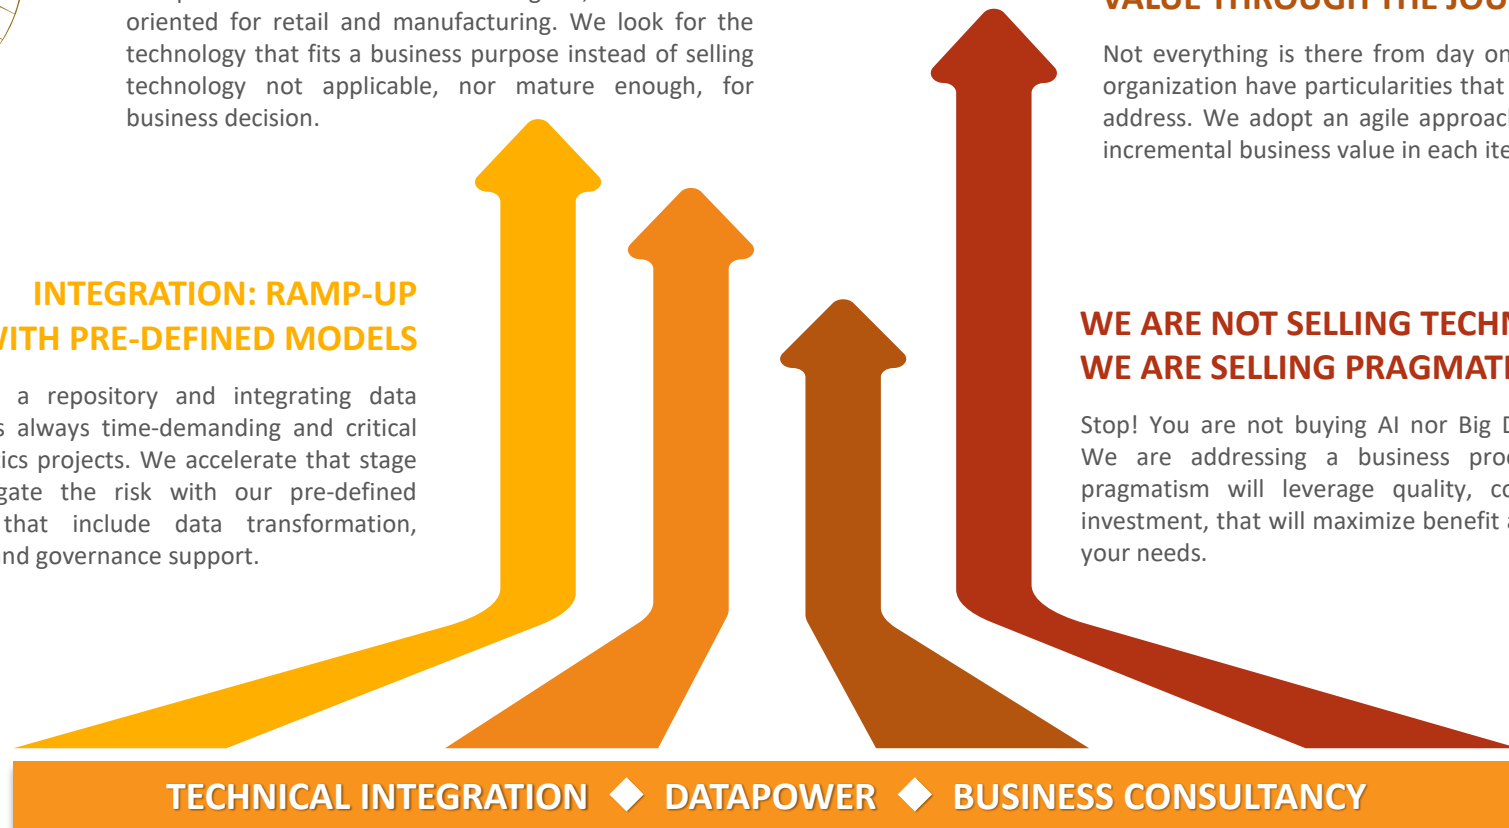 oriented for retail and manufacturing. We look for the
technology that fits a business purpose instead of selling
technology not applicable, nor mature enough, for
business decision.
VALUE THROUGH THE JOU
Not everything is there from day on
organization have particularities that
address. We adopt an agile approac
incremental business value in each ite
INTEGRATION: RAMP-UP
WITH PRE-DEFINED MODELS
a repository and integrating data
s always time-demanding and critical
tics projects. We accelerate that stage
gate the risk with our pre-defined
that include data transformation,
and governance support.
WE ARE NOT SELLING TECHN
WE ARE SELLING PRAGMATI
Stop! You are not buying AI nor Big D
We are addressing a business proc
pragmatism will leverage quality, co
investment, that will maximize benefit a
your needs.
TECHNICAL INTEGRATION ◆ DATAPOWER ◆ BUSINESS CONSULTANCY